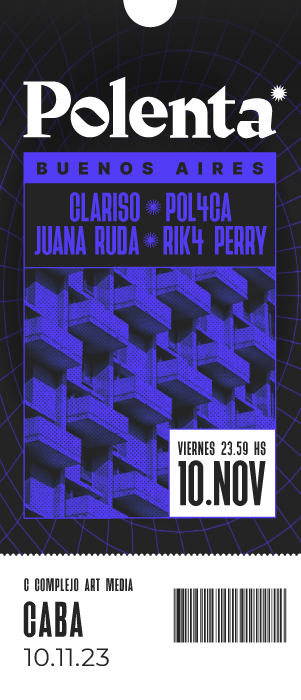 Polenta
BUENOS AIRES
CLARISO POL4CA
JUANA RUDA RIK4 PERRY
VIERNES 23.59 HS
10.NOV
C COMPLEJO ART MEDIA
CABA
10.11.23